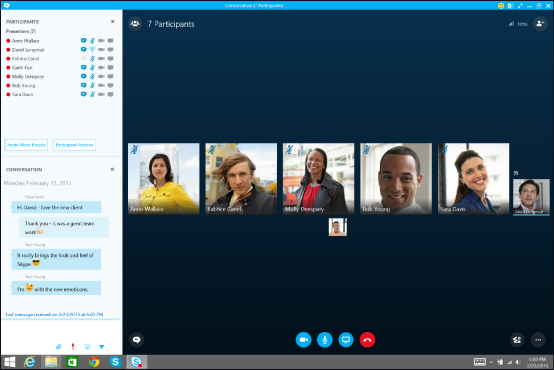 Conversation (7 Participants)
PARTICIPANTS
Presenters (7)
Anne Wallace
David Longmuir
Fabrice Canel
Garth Fort
Molly Dempsey
Rob Young
Sara Davis
Invite More People
Participant Actions
CONVERSATION
Monday, February 23, 2015
Sara Davis
Hi David - love the new client
Thank you - it was a great team
work
Rob Young
It really brings the look and feel of
Skype
Rob Young
I'm with the new emoticons.
Last message received on 2/23/2015 at 6:01 PM.
7 Participants
Anne Wallace
Fabrice Canel
Molly Dempsey
Rob Young
Sara Davis
David Longmuir
2/23/2015